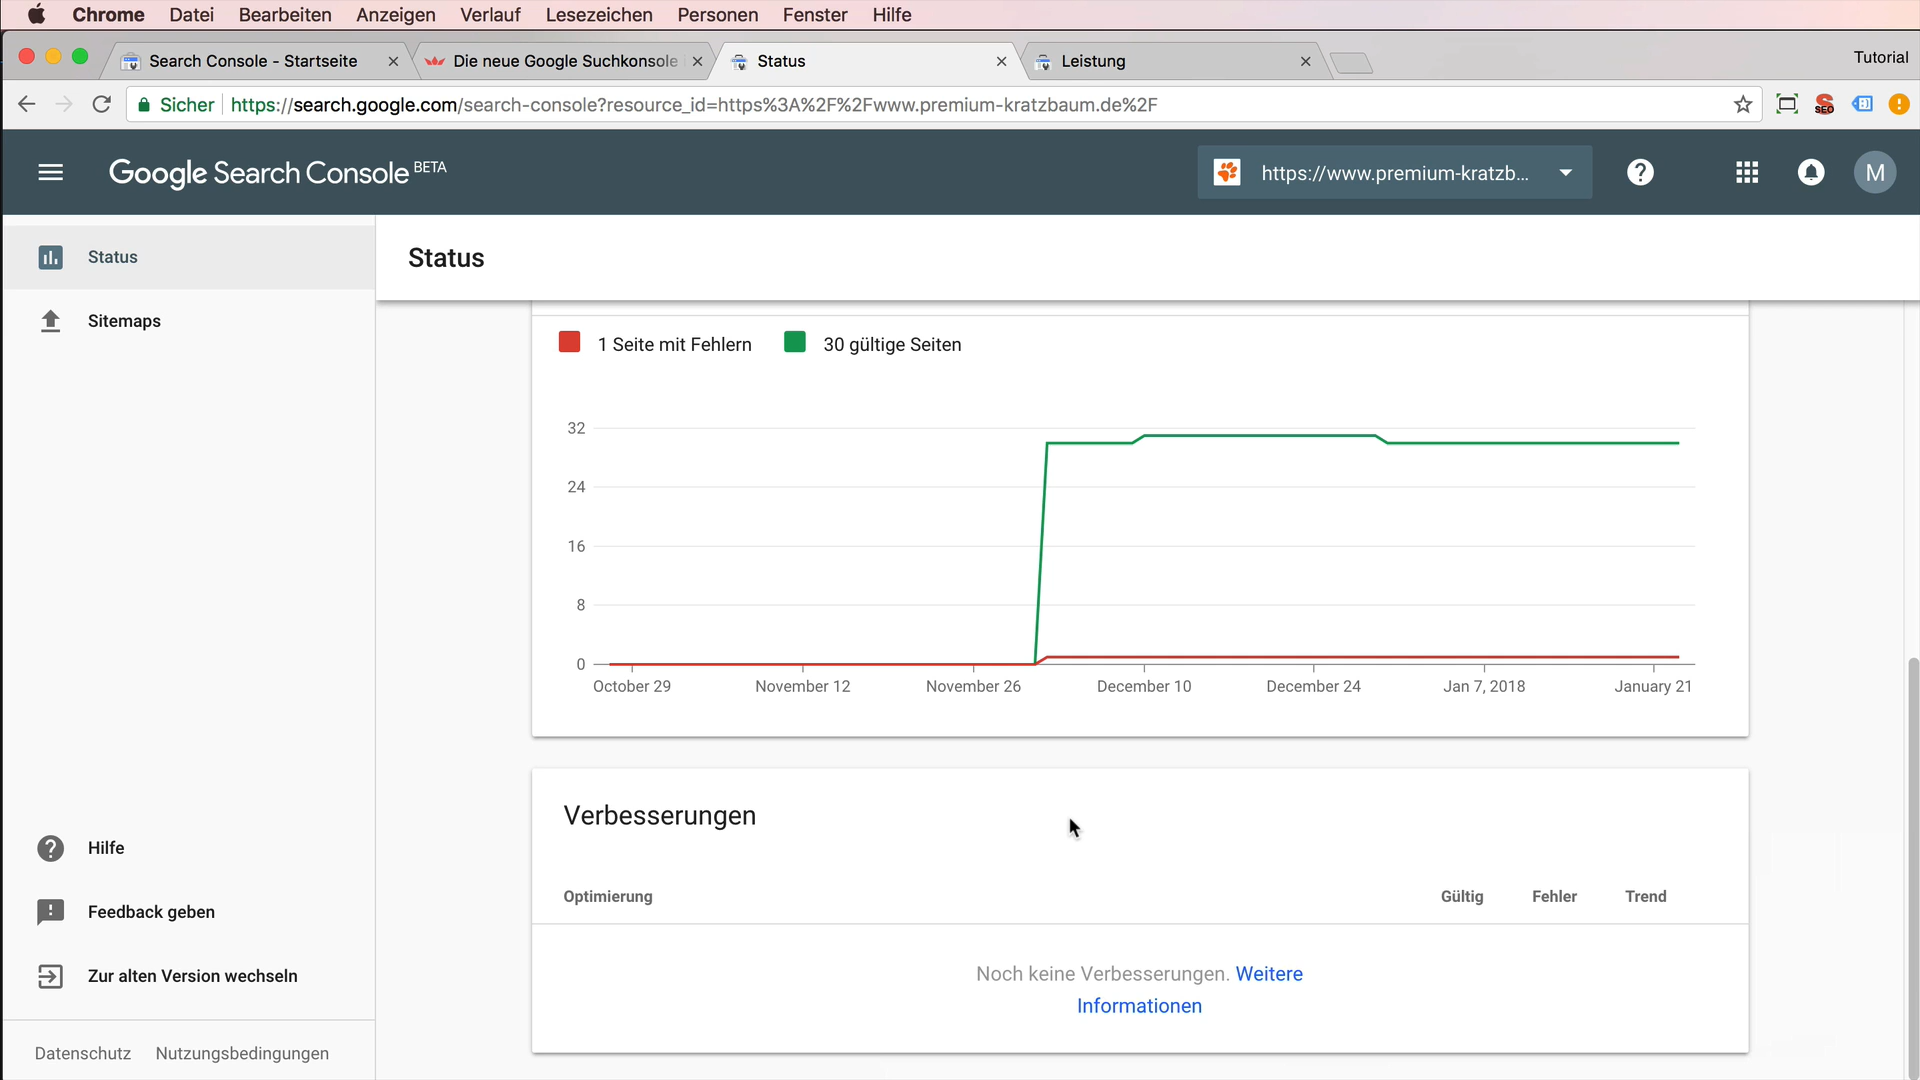 Chrome Datei Bearbeiten Anzeigen Verlauf Lesezeichen Personen Fenster Hilfe
Search Console - Startseite Die neue Google Suchkonsole Status Leistung Tutorial
Sicher https://search.google.com/search-console?resource_id=https%3A%2F%2Fwww.premium-kratzbaum.de%2F
SEO
Google Search Console BETA https://www.premium-kratzb... M
Status
Sitemaps
Status
1 Seite mit Fehlern 30 gültige Seiten
32
24
16
8
0
October 29 November 12 November 26 December 10 December 24 Jan 7, 2018 January 21
Verbesserungen
Optimierung Gültig Fehler Trend
Noch keine Verbesserungen. Weitere
Informationen
Hilfe
Feedback geben
Zur alten Version wechseln
Datenschutz Nutzungsbedingungen